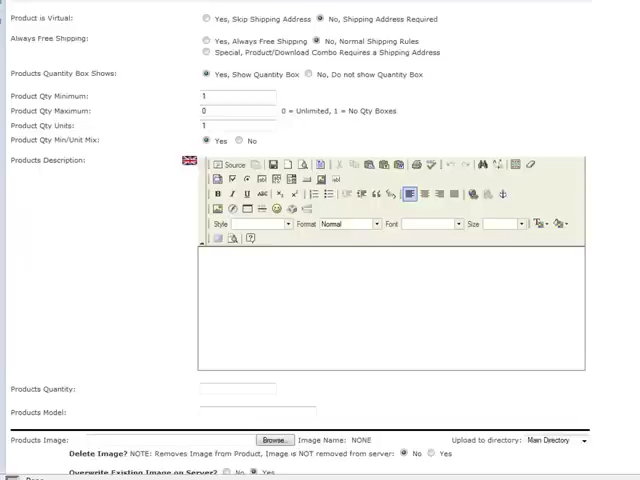 Product is Virtual: Yes, Skip Shipping Address No, Shipping Address Required
Always Free Shipping: Yes, Always Free Shipping No, Normal Shipping Rules
Special, Product/Download Combo Requires a Shipping Address
Products Quantity Box Shows: Yes, Show Quantity Box No, Do not show Quantity Box
Product Qty Minimum: 1
Product Qty Maximum: 0 0 = Unlimited, 1 = No Qty Boxes
Product Qty Units: 1
Product Qty Min/Unit Mix: Yes No
Products Description: Source
B I U ABC
Style Format Normal Font Size
Products Quantity:
Products Model:
Products Image: Browse... Image Name: NONE Upload to directory: Main Directory
Delete Image? NOTE: Removes Image from Product, Image is NOT removed from server: No Yes
Overwrite Existing Image on Server? No Yes